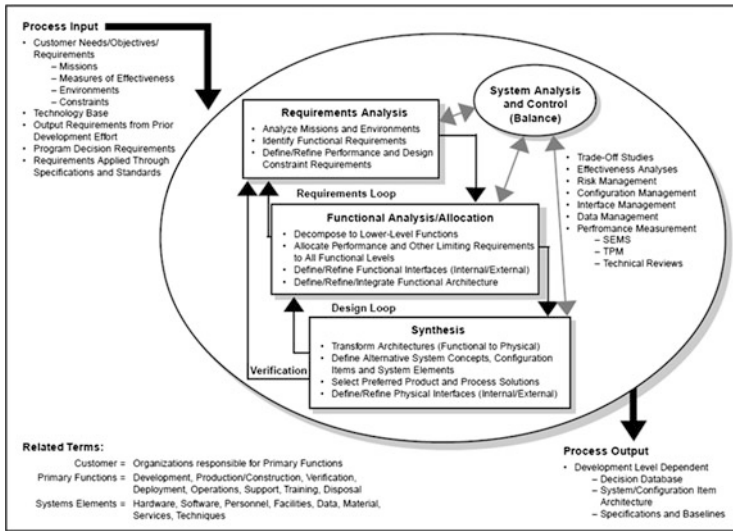 Process Input
• Customer Needs/Objectives/
Requirements
– Missions
– Measures of Effectiveness
– Environments
– Constraints
• Technology Base
• Output Requirements from Prior
Development Effort
• Program Decision Requirements
• Requirements Applied Through
Specifications and Standards
System Analysis
and Control
(Balance)
Requirements Analysis
• Analyze Missions and Environments
• Identify Functional Requirements
• Define/Refine Performance and Design
Constraint Requirements
• Trade-Off Studies
• Effectiveness Analyses
• Risk Management
• Configuration Management
• Interface Management
• Data Management
• Perfromance Measurement
– SEMS
– TPM
– Technical Reviews
Requirements Loop
Functional Analysis/Allocation
• Decompose to Lower-Level Functions
• Allocate Performance and Other Limiting Requirements
to All Functional Levels
• Define/Refine Functional Interfaces (Internal/External)
• Define/Refine/Integrate Functional Architecture
Design Loop
Synthesis
• Transform Architectures (Functional to Physical)
• Define Alternative System Concepts, Configuration
Items and System Elements
• Select Preferred Product and Process Solutions
• Define/Refine Physical Interfaces (Internal/External)
Verification
Related Terms:
Customer = Organizations responsible for Primary Functions
Primary Functions = Development, Production/Construction, Verification,
Deployment, Operations, Support, Training, Disposal
Systems Elements = Hardware, Software, Personnel, Facilities, Data, Material,
Services, Techniques
Process Output
• Development Level Dependent
– Decision Database
– System/Configuration Item
Architecture
– Specifications and Baselines